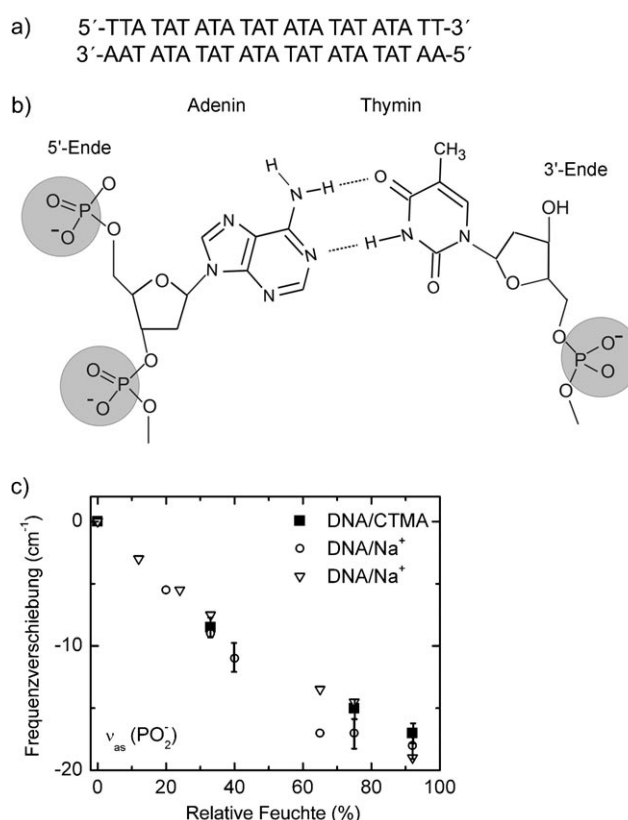 a)
5´-TTA TAT ATA TAT ATA TAT ATA TT-3´
3´-AAT ATA TAT ATA TAT ATA TAT AA-5´
b)
Adenin Thymin
5'-Ende
3'-Ende
O
O
P
-O
O
H
N
H
O
CH3
N
N
N
N
N
H
N
N
O
O
OH
O
O
O
P
-O
O
O
P
O-
O
O
c)
Frequenzverschiebung (cm-1)
0
-10
-20
DNA/CTMA
DNA/Na+
DNA/Na+
νas (PO2-)
0 20 40 60 80 100
Relative Feuchte (%)